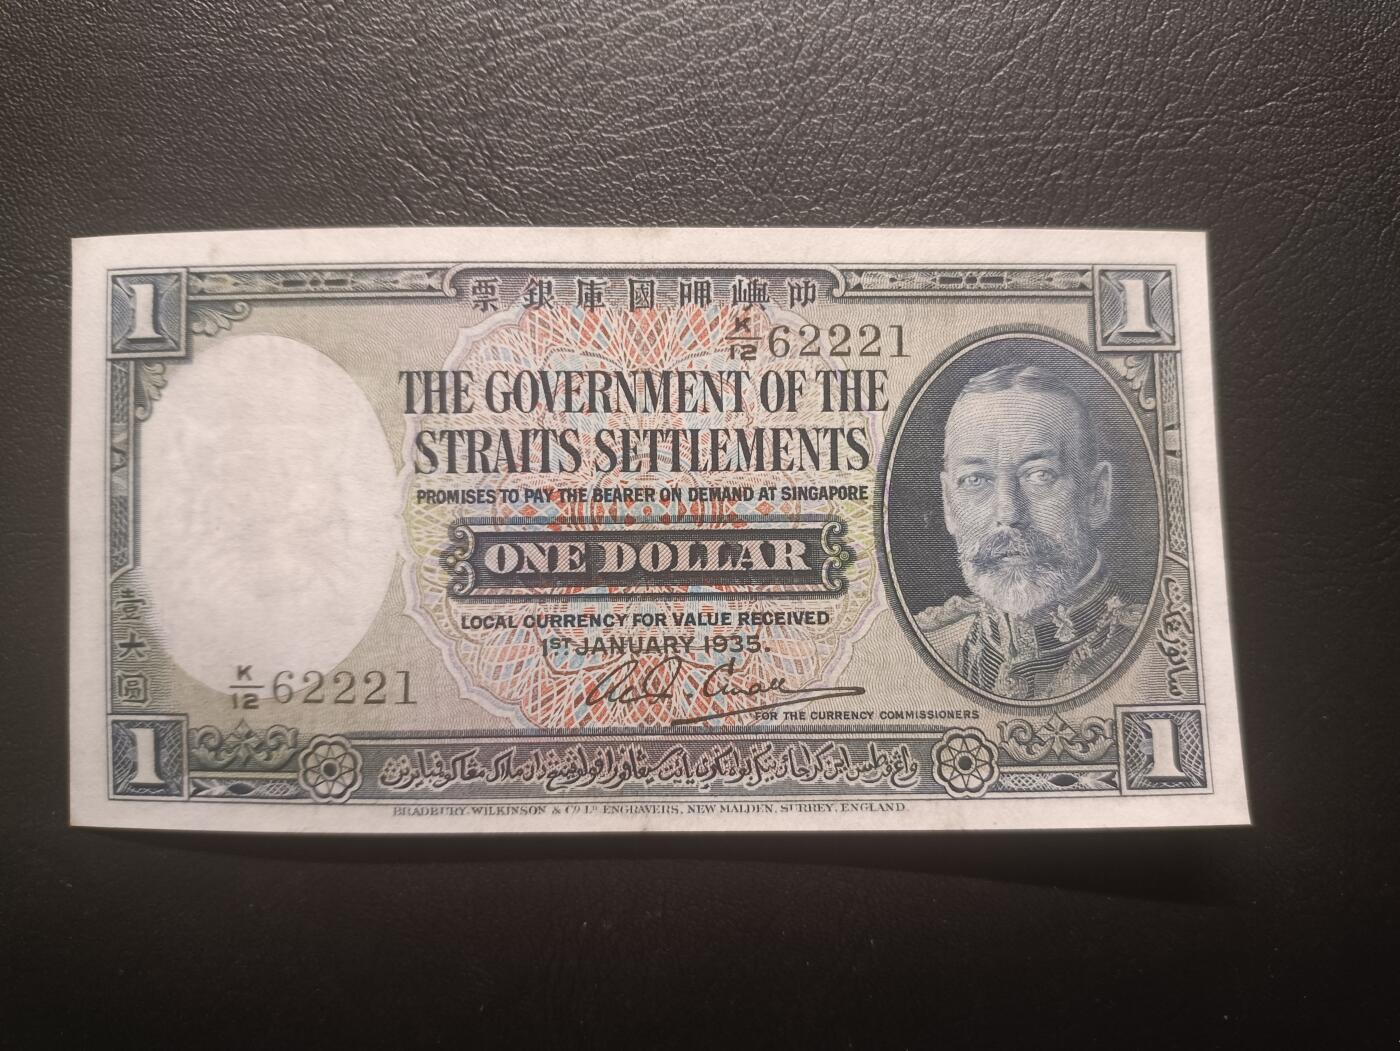 1
1
票銀庫國呷嶼叻
K/12 62221
THE GOVERNMENT OF THE
STRAITS SETTLEMENTS
PROMISES TO PAY THE BEARER ON DEMAND AT SINGAPORE
ONE DOLLAR
LOCAL CURRENCY FOR VALUE RECEIVED
1ST JANUARY 1935.
壹大圓
K/12 62221
FOR THE CURRENCY COMMISSIONERS
1
1
BRADBURY, WILKINSON & Co. Ld. ENGRAVERS, NEW MALDEN, SURREY, ENGLAND.